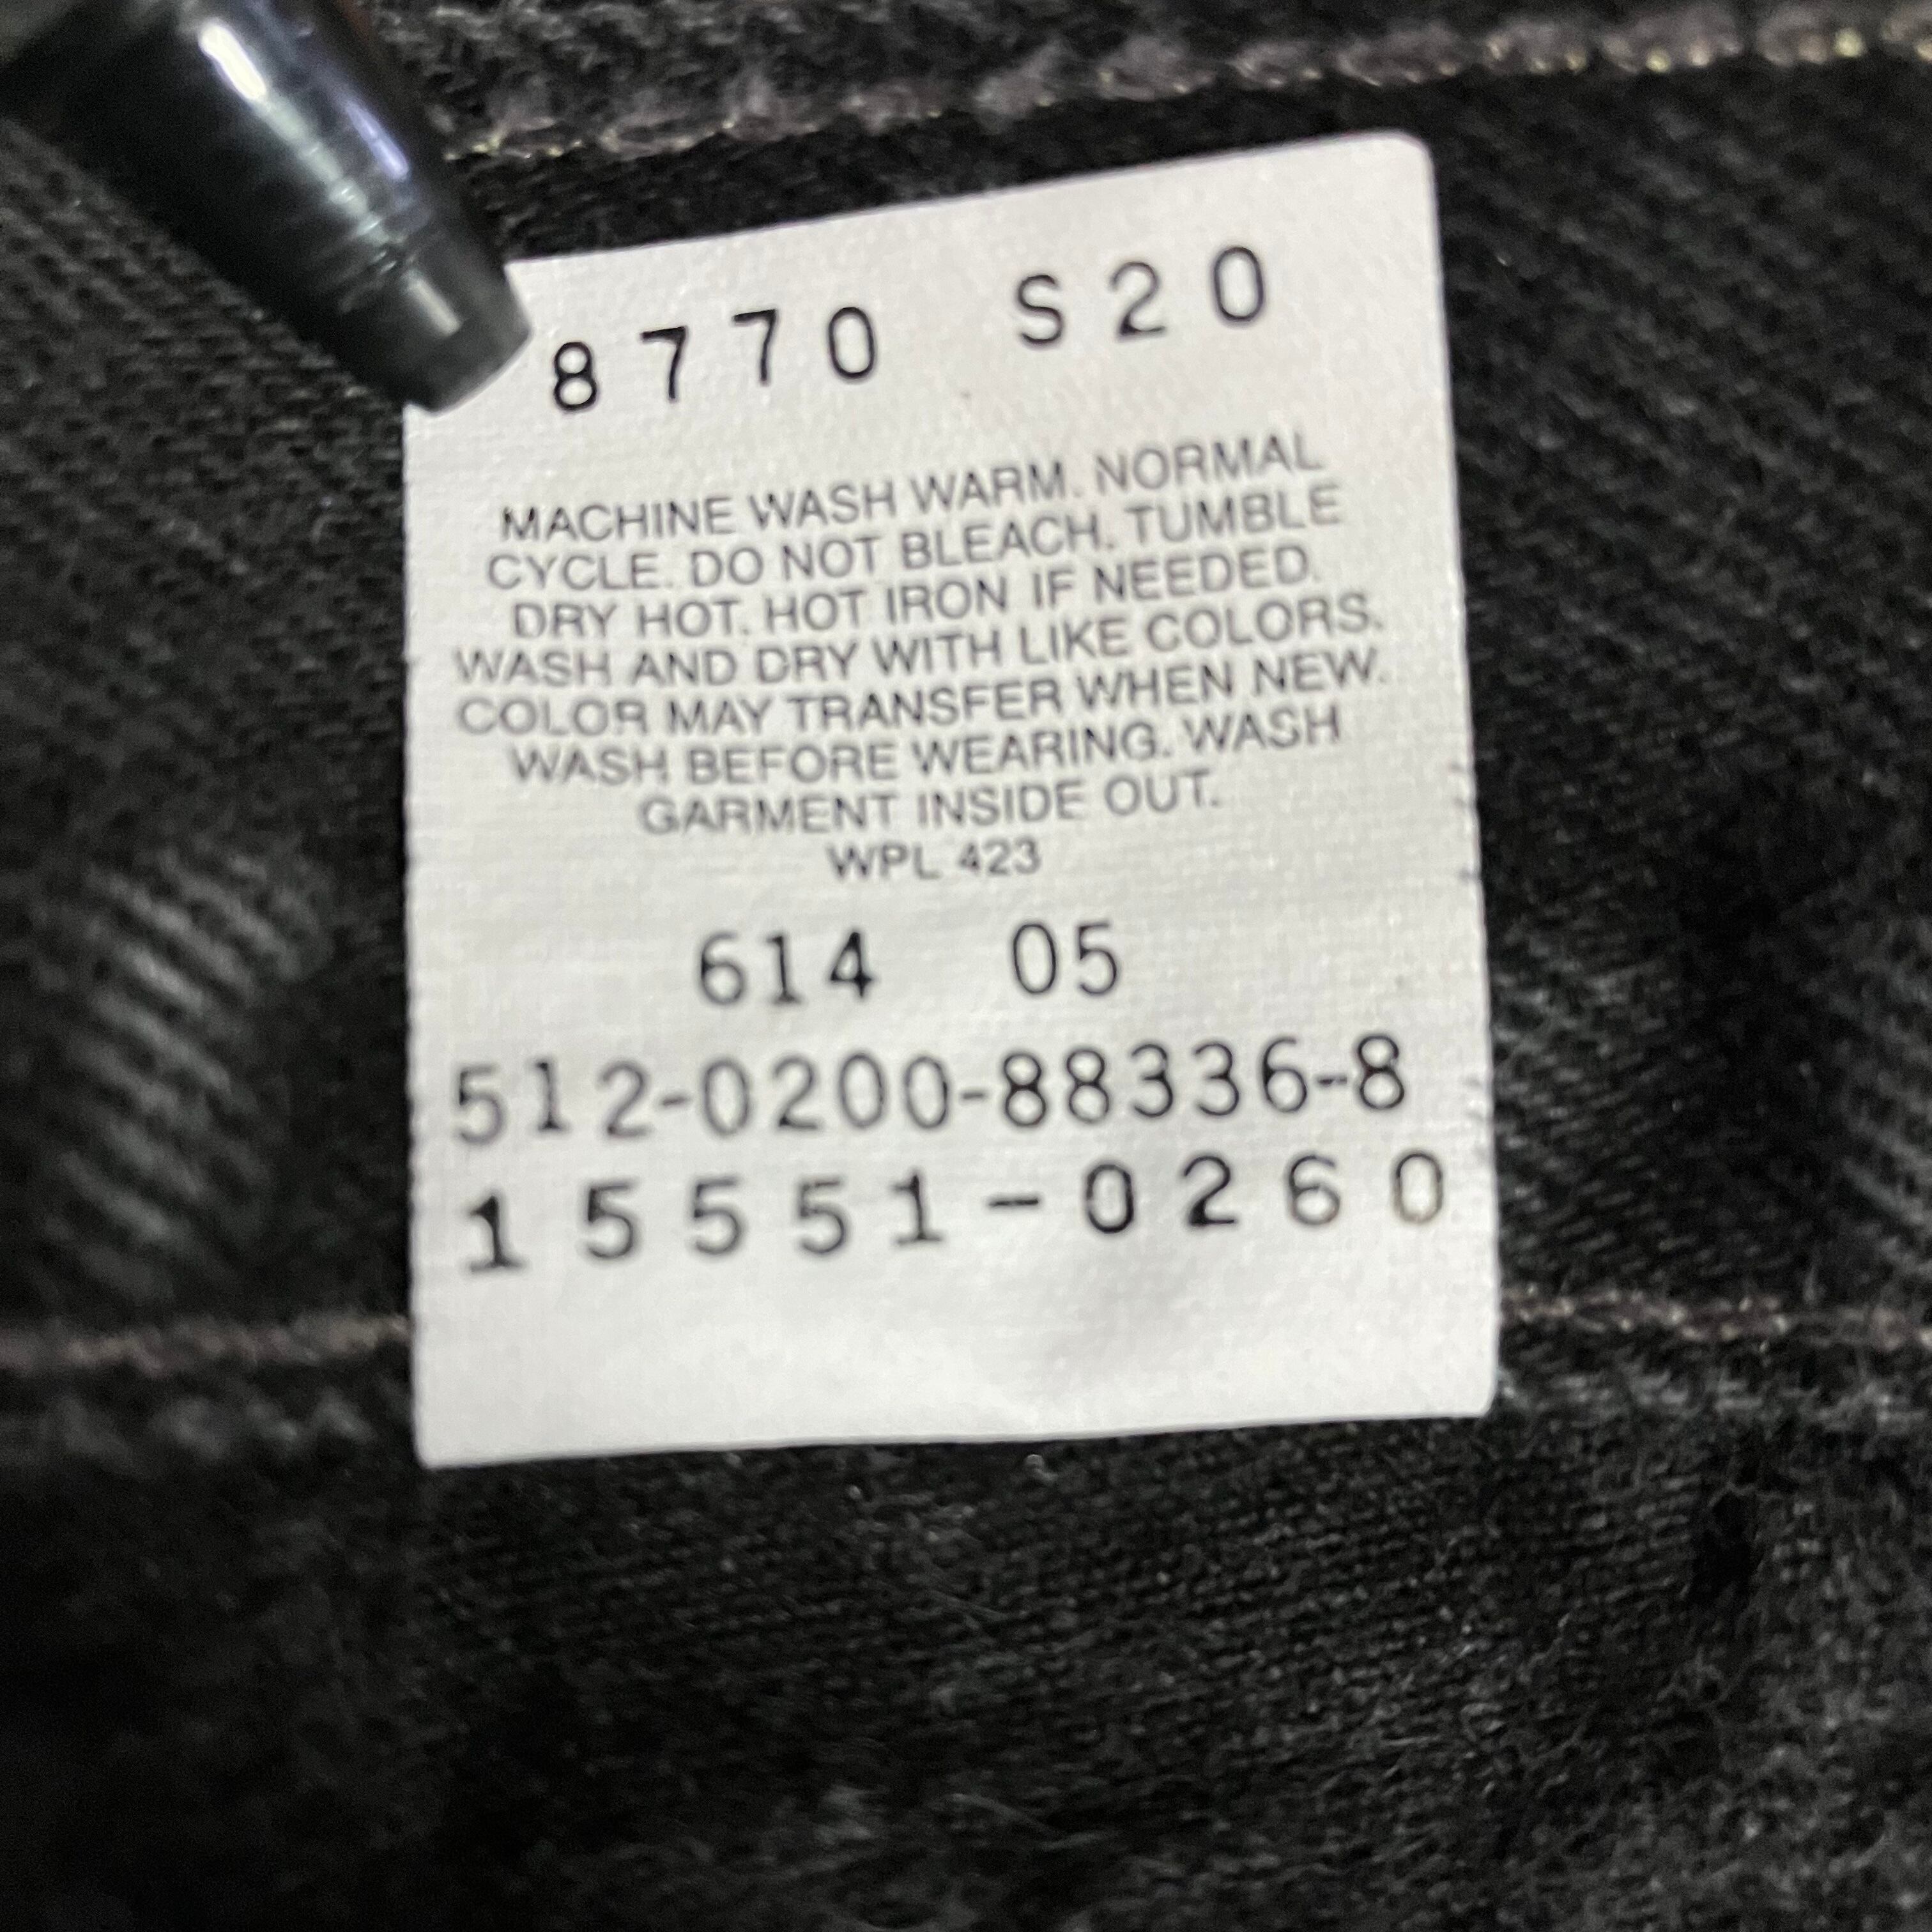 8770 S20
MACHINE WASH WARM. NORMAL
CYCLE. DO NOT BLEACH. TUMBLE
DRY HOT. HOT IRON IF NEEDED.
WASH AND DRY WITH LIKE COLORS.
COLOR MAY TRANSFER WHEN NEW.
WASH BEFORE WEARING. WASH
GARMENT INSIDE OUT.
WPL 423
614 05
512-0200-88336-8
15551-0260